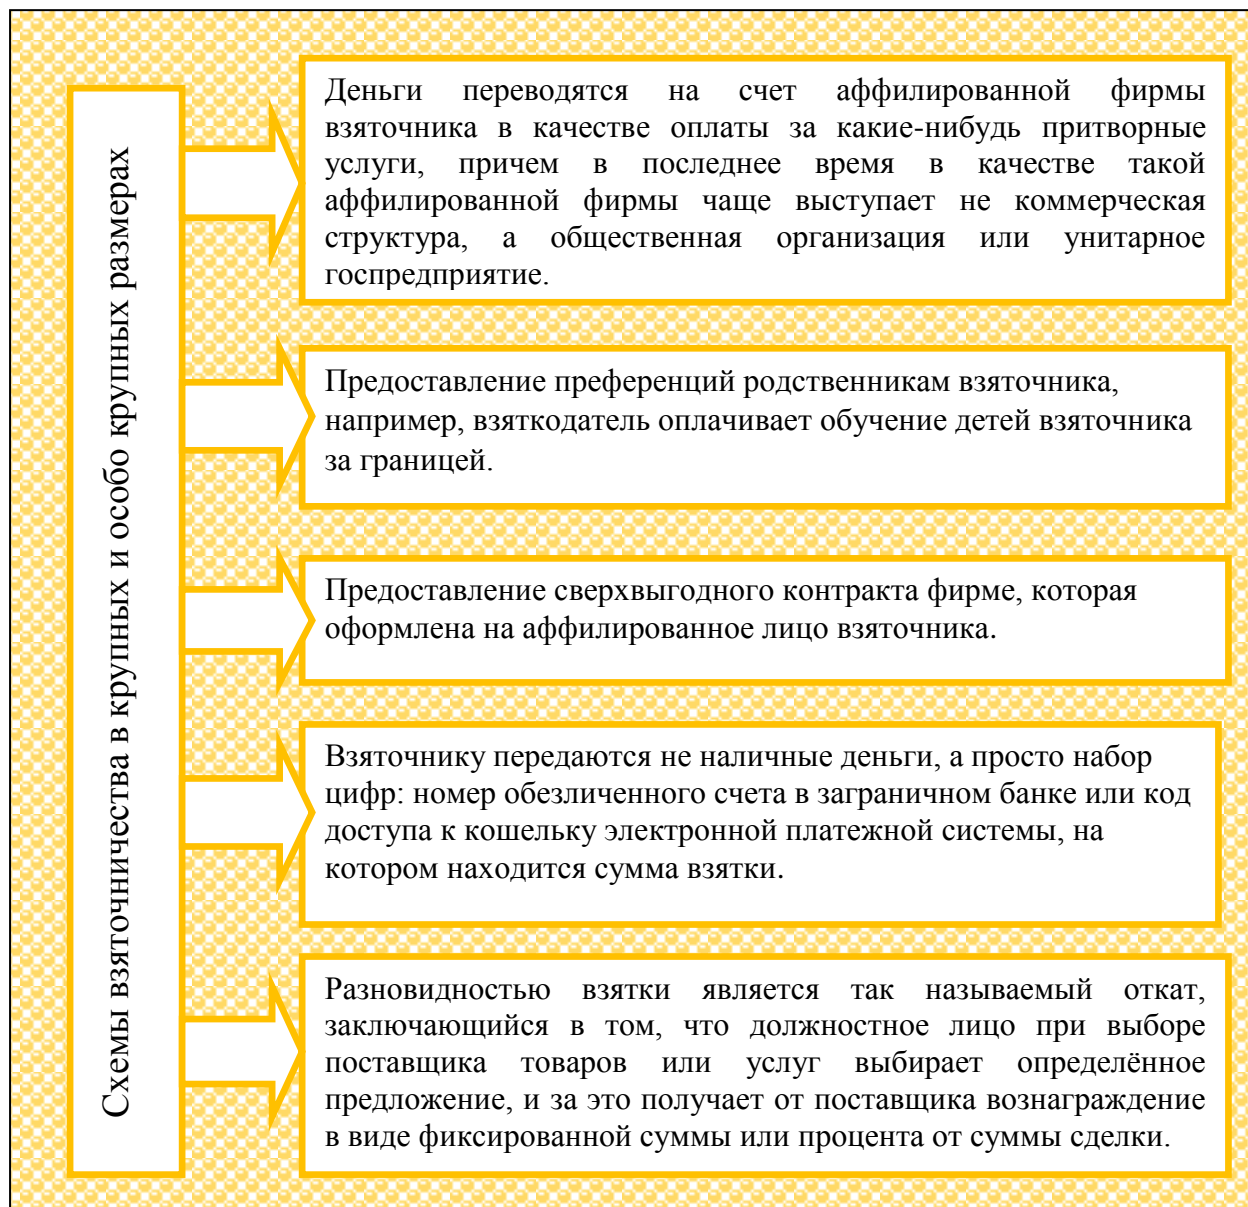 Схемы взяточничества в крупных и особо крупных размерах
Деньги переводятся на счет аффилированной фирмы
взяточника в качестве оплаты за какие-нибудь притворные
услуги, причем в последнее время в качестве такой
аффилированной фирмы чаще выступает не коммерческая
структура, а общественная организация или унитарное
госпредприятие.
Предоставление преференций родственникам взяточника,
например, взяткодатель оплачивает обучение детей взяточника
за границей.
Предоставление сверхвыгодного контракта фирме, которая
оформлена на аффилированное лицо взяточника.
Взяточнику передаются не наличные деньги, а просто набор
цифр: номер обезличенного счета в заграничном банке или код
доступа к кошельку электронной платежной системы, на
котором находится сумма взятки.
Разновидностью взятки является так называемый откат,
заключающийся в том, что должностное лицо при выборе
поставщика товаров или услуг выбирает определённое
предложение, и за это получает от поставщика вознаграждение
в виде фиксированной суммы или процента от суммы сделки.